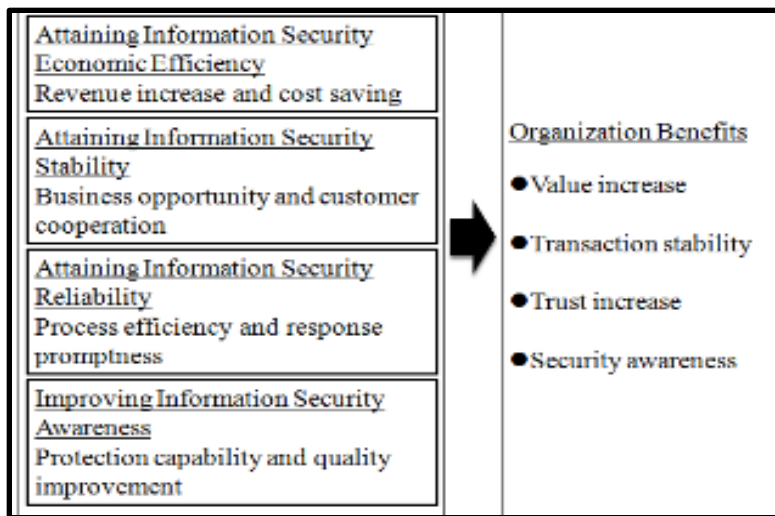 Attaining Information Security
Economic Efficiency
Revenue increase and cost saving
Attaining Information Security
Stability
Business opportunity and customer
cooperation
Attaining Information Security
Reliability
Process efficiency and response
promptness
Improving Information Security
Awareness
Protection capability and quality
improvement
Organization Benefits
●Value increase
●Transaction stability
●Trust increase
●Security awareness